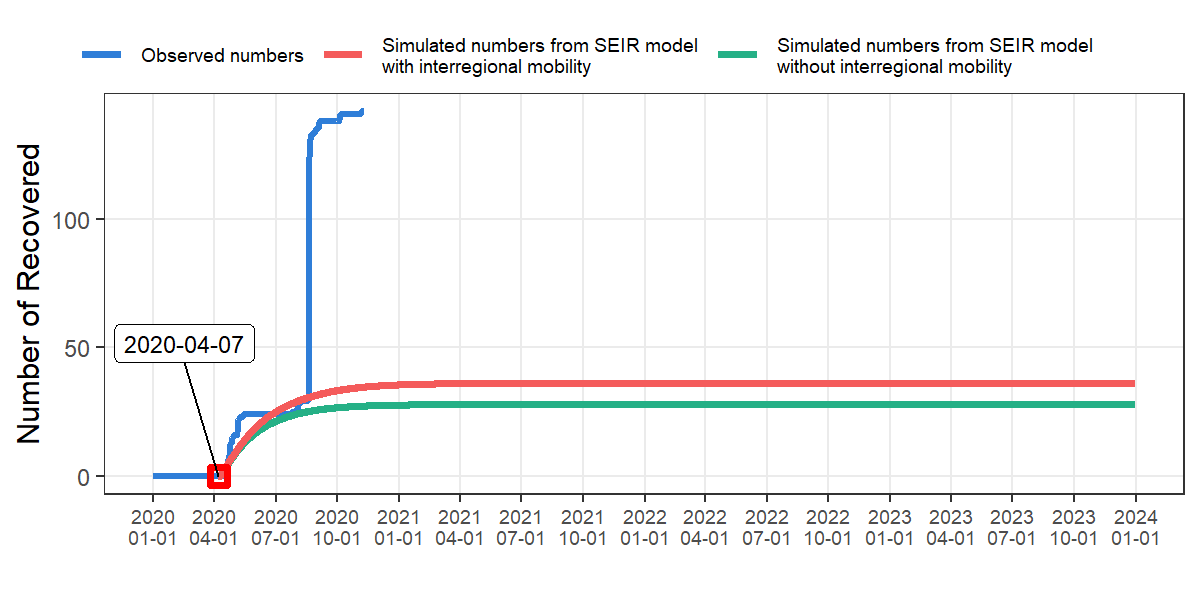 Observed numbers
Simulated numbers from SEIR model
with interregional mobility
Simulated numbers from SEIR model
without interregional mobility
Number of Recovered
100
50
0
2020-04-07
2020 2020 2020 2020 2021 2021 2021 2021 2022 2022 2022 2022 2023 2023 2023 2023 2024
01-01 04-01 07-01 10-01 01-01 04-01 07-01 10-01 01-01 04-01 07-01 10-01 01-01 04-01 07-01 10-01 01-01